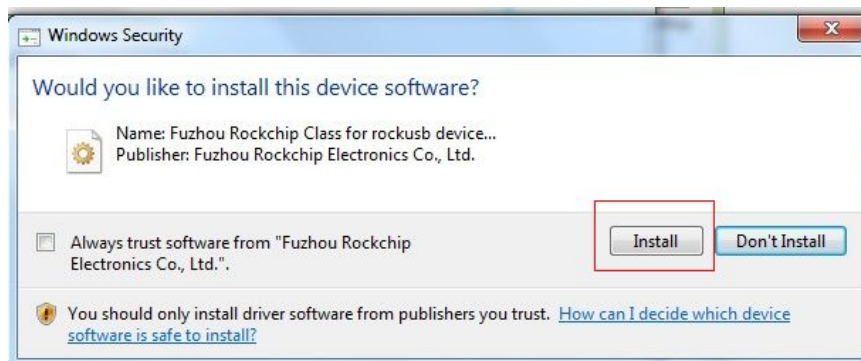 Windows Security
Would you like to install this device software?
Name: Fuzhou Rockchip Class for rockusb device...
Publisher: Fuzhou Rockchip Electronics Co., Ltd.
Always trust software from "Fuzhou Rockchip
Electronics Co., Ltd.".
Install
Don't Install
You should only install driver software from publishers you trust. How can I decide which device
software is safe to install?